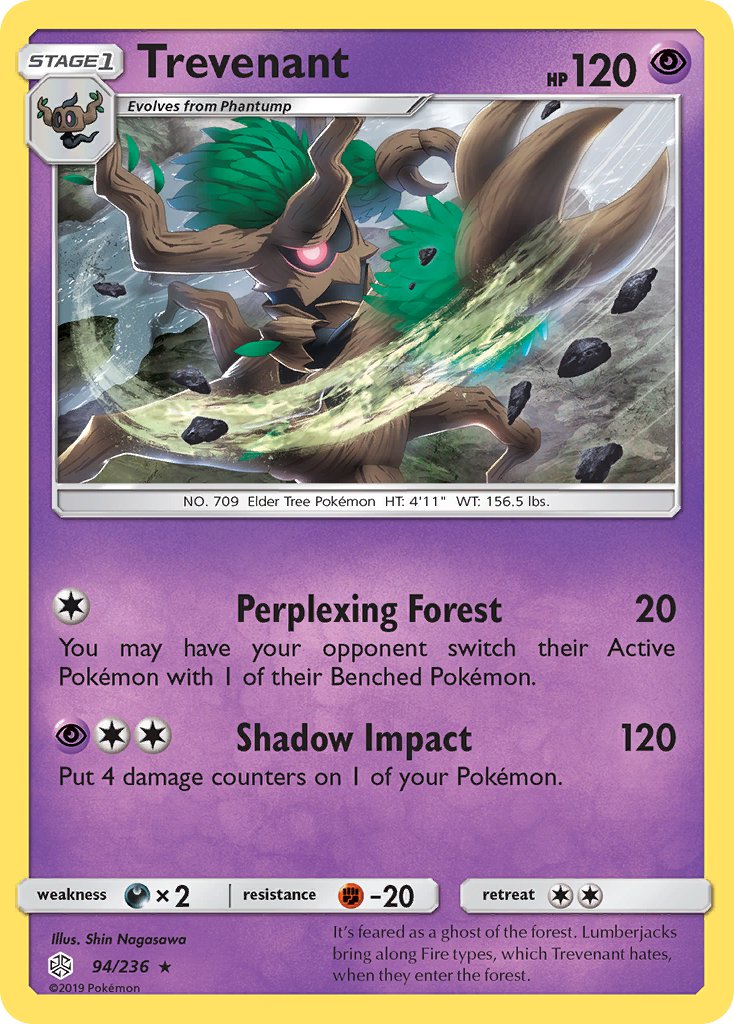 STAGE1
Trevenant
HP 120
Evolves from Phantump
NO. 709 Elder Tree Pokémon HT: 4'11" WT: 156.5 lbs.
Perplexing Forest 20
You may have your opponent switch their Active
Pokémon with 1 of their Benched Pokémon.
Shadow Impact 120
Put 4 damage counters on 1 of your Pokémon.
weakness ×2 resistance -20 retreat
Illus. Shin Nagasawa
94/236 ★
©2019 Pokémon
It's feared as a ghost of the forest. Lumberjacks
bring along Fire types, which Trevenant hates,
when they enter the forest.